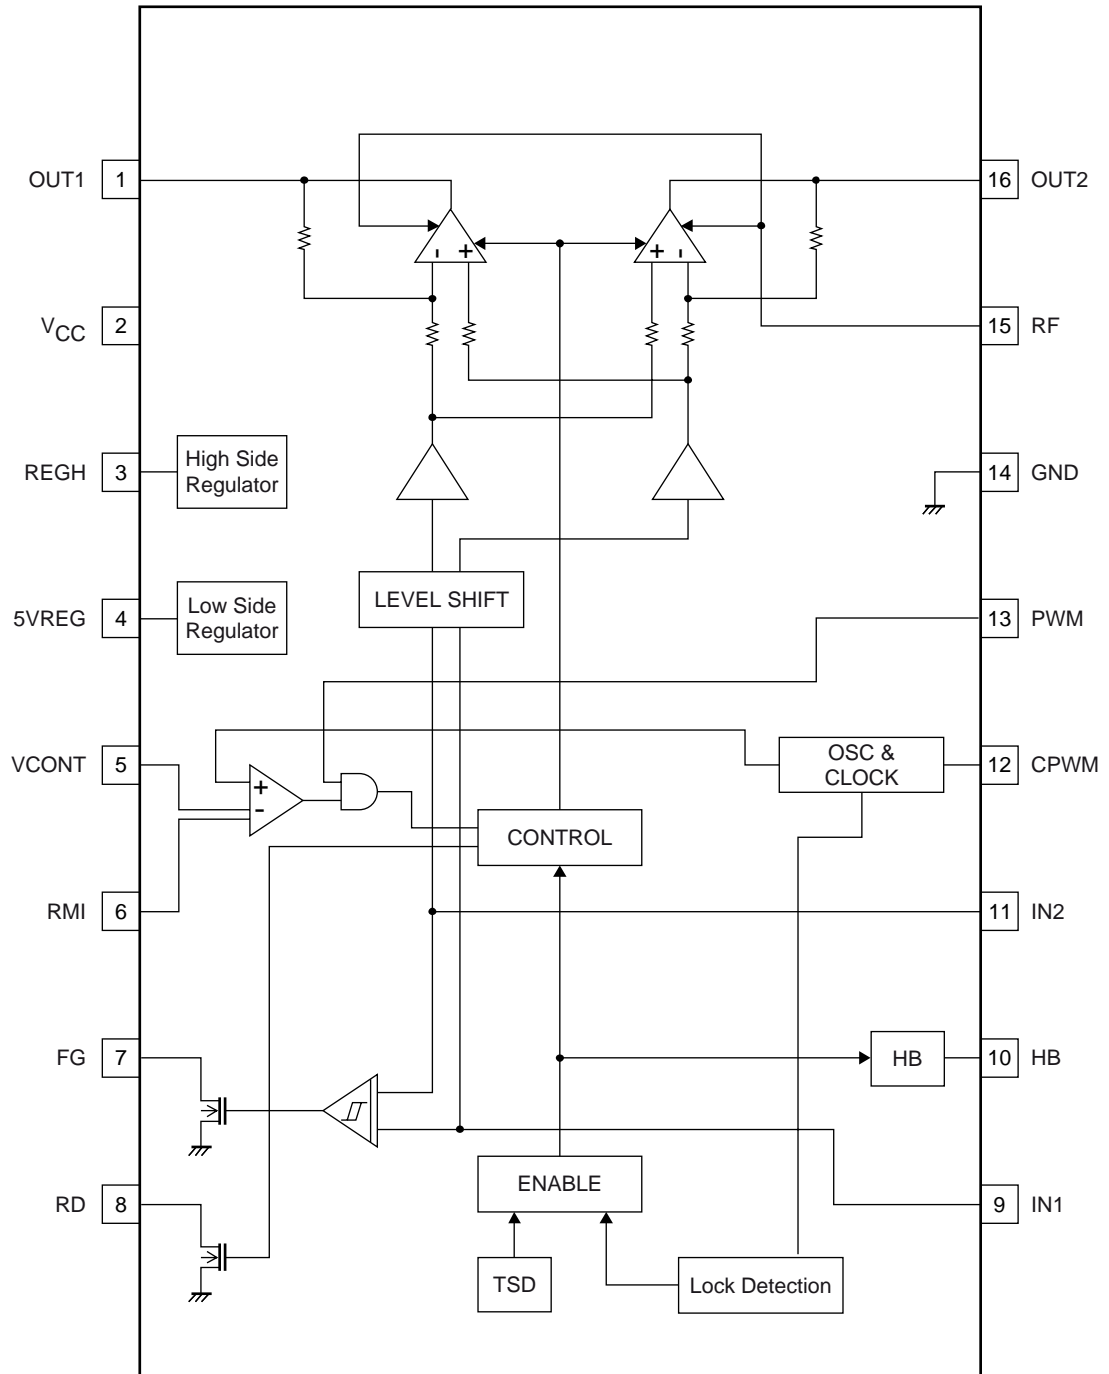 OUT1 1
16 OUT2
- +
+ -
VCC 2
15 RF
REGH 3
High Side
Regulator
14 GND
5VREG 4
Low Side
Regulator
LEVEL SHIFT
13 PWM
VCONT 5
+
-
OSC &
CLOCK
12 CPWM
CONTROL
RMI 6
11 IN2
FG 7
HB
10 HB
RD 8
ENABLE
9 IN1
TSD
Lock Detection